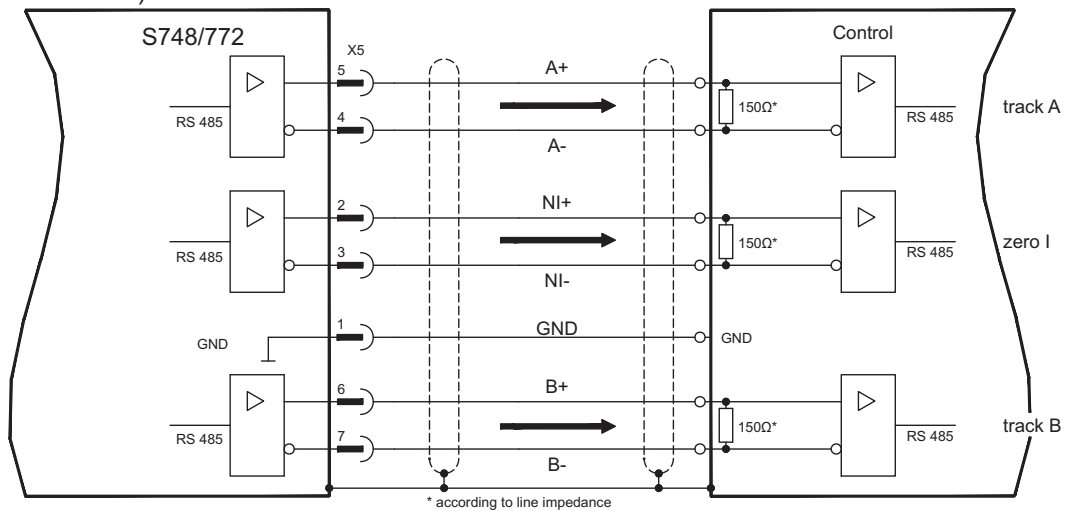 )
S748/772
Control
X5
5
A+
150Ω*
RS 485
RS 485
track A
4
A-
2
NI+
150Ω*
RS 485
RS 485
zero I
3
NI-
1
GND
GND
GND
6
B+
150Ω*
RS 485
RS 485
track B
7
B-
* according to line impedance